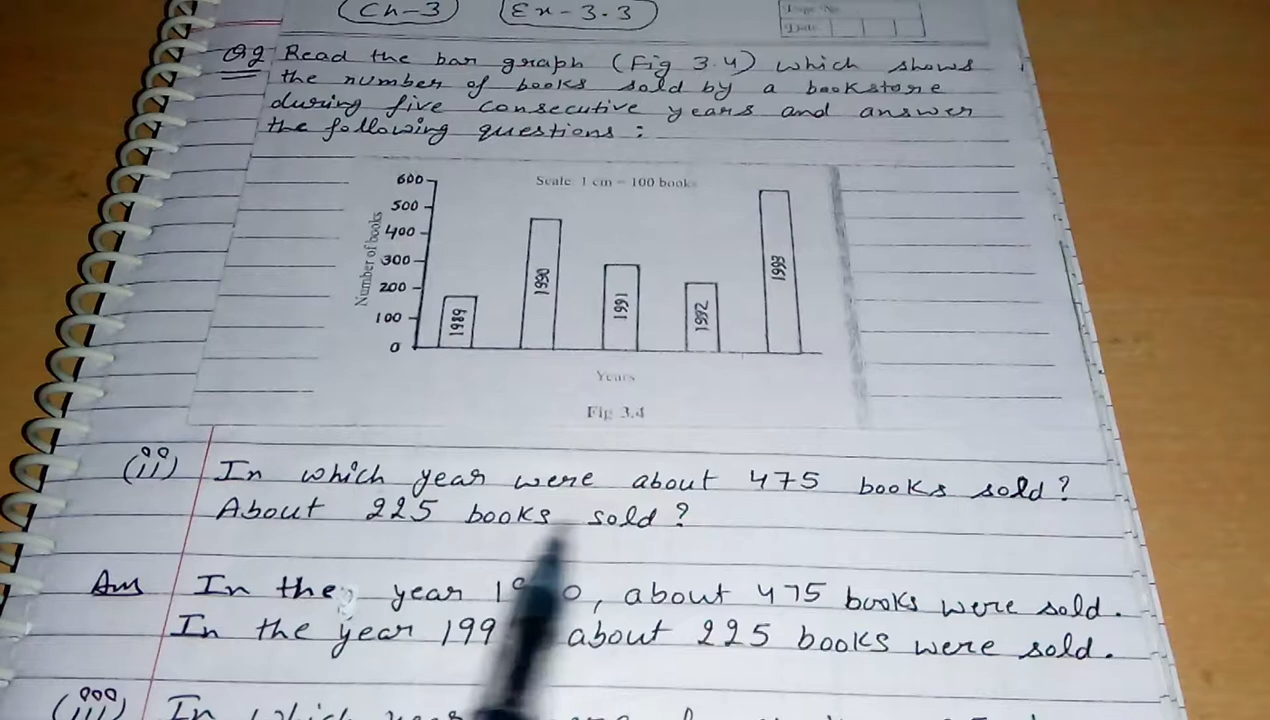 Ch-3 Ex-3.3
Date
Q2 Read the bar graph (Fig 3.4) which shows
the number of books sold by a bookstore
during five consecutive years and answer
the following questions :
Scale 1 cm = 100 books
600
500
400
300
200
100
0
Number of books
1989
1990
1991
1992
1993
Years
Fig 3.4
(ii) In which year were about 475 books sold?
About 225 books sold?
Ans In the year, about 475 books were sold.
In the year about 225 books were sold.
(iii) In which year